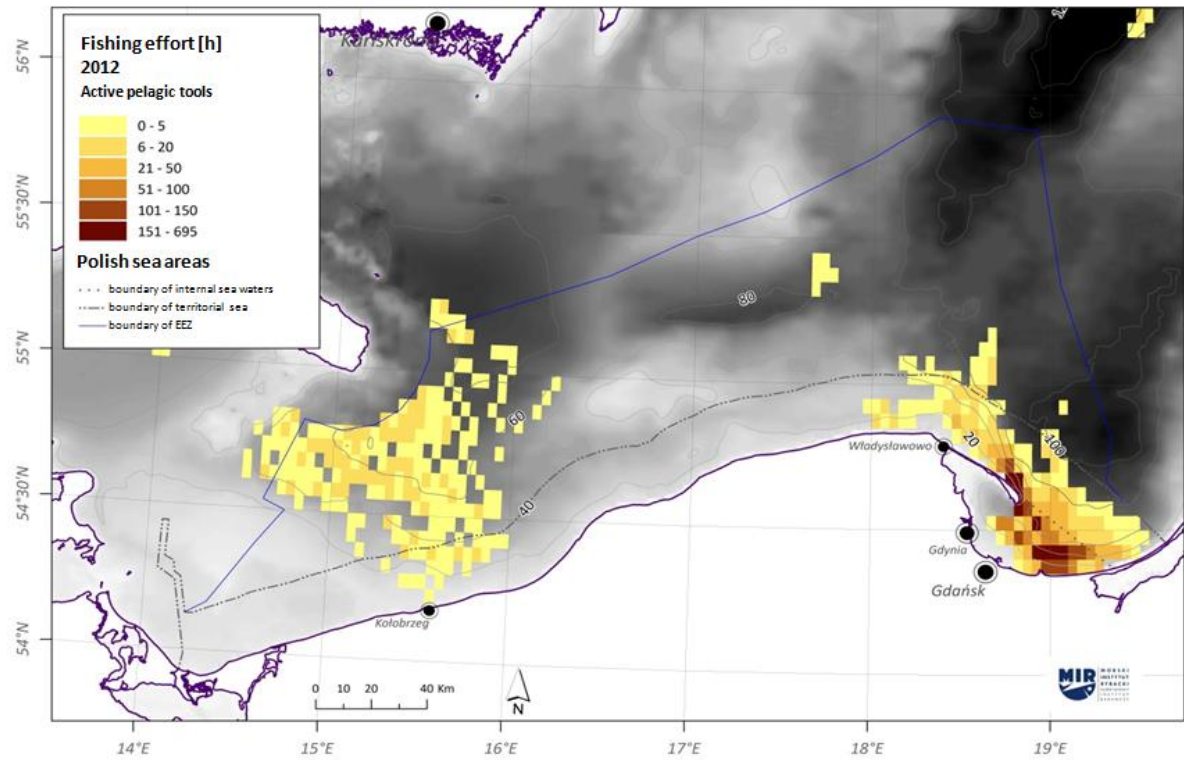 Fishing effort [h]
2012
Active pelagic tools
0 - 5
6 - 20
21 - 50
51 - 100
101 - 150
151 - 695
Polish sea areas
boundary of internal sea waters
boundary of territorial sea
boundary of EEZ
Karlskrona
56°N
55°30'N
55°N
54°30'N
54°N
80
60
40
20
100
Władysławowo
Gdynia
Gdańsk
Kołobrzeg
0 10 20 40 Km
N
MIR
MORSKI
INSTYTUT
RYBACKI
14°E 15°E 16°E 17°E 18°E 19°E